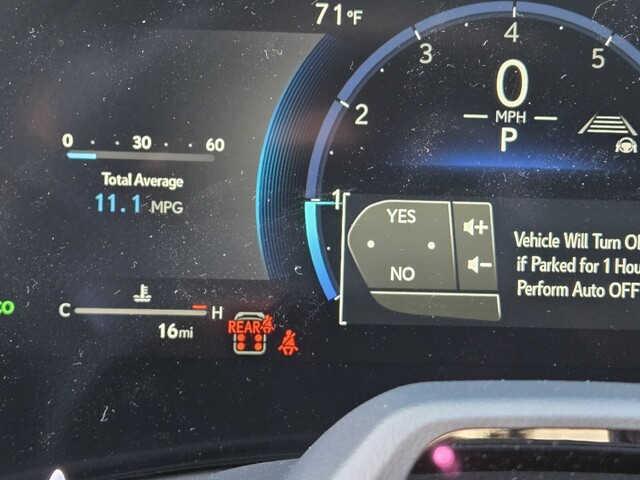 71°F
3 4 5
2
0
MPH
P
0 30 60
Total Average
11.1 MPG
1
YES
NO
+
-
Vehicle Will Turn
if Parked for 1
Perform Auto OFF
C H
16mi
REAR